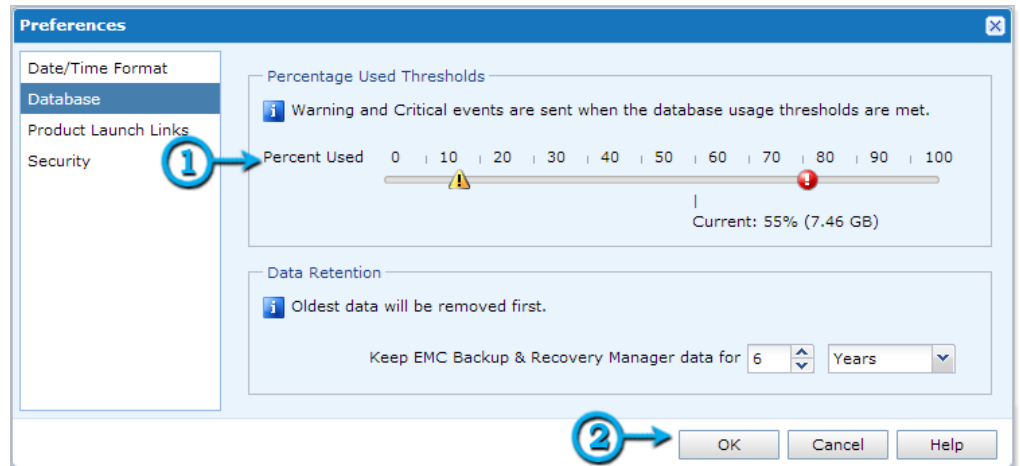 Preferences
Date/Time Format
Database
Product Launch Links
Security
1
Percentage Used Thresholds
Warning and Critical events are sent when the database usage thresholds are met.
Percent Used 0 10 20 30 40 50 60 70 80 90 100
Current: 55% (7.46 GB)
Data Retention
Oldest data will be removed first.
Keep EMC Backup & Recovery Manager data for 6 Years
2
OK Cancel Help